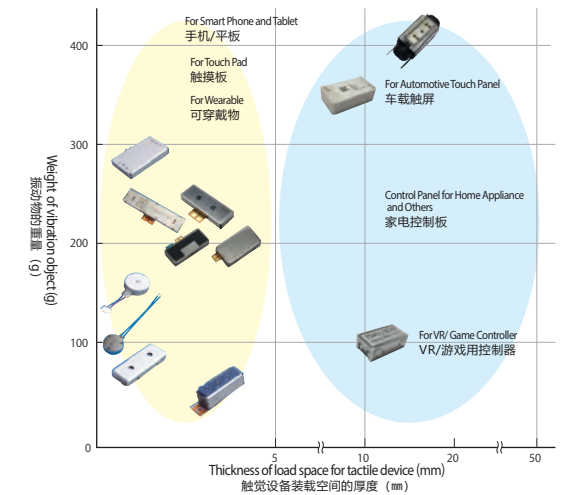 For Smart Phone and Tablet
手机/平板
For Touch Pad
触摸板
For Wearable
可穿戴物
For Automotive Touch Panel
车载触屏
Control Panel for Home Appliance
and Others
家电控制板
For VR/ Game Controller
VR/游戏用控制器
Weight of vibration object (g)
振动物的重量（g）
400
300
200
100
0
5
10
20
50
Thickness of load space for tactile device (mm)
触觉设备装载空间的厚度（㎜）